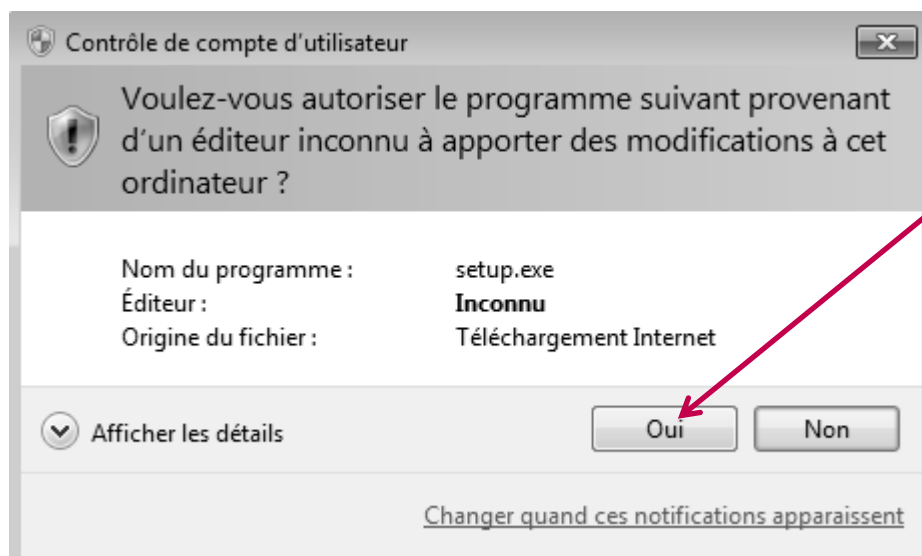 Contrôle de compte d'utilisateur
Voulez-vous autoriser le programme suivant provenant
d'un éditeur inconnu à apporter des modifications à cet
ordinateur ?
Nom du programme : setup.exe
Éditeur : Inconnu
Origine du fichier : Téléchargement Internet
Afficher les détails Oui Non
Changer quand ces notifications apparaissent